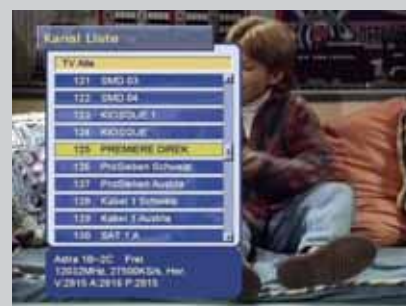 Kanal Liste
TV Alle
121 SMD 03
122 SMD 04
123 KIOSQUE 1
124 KIOSQUE
125 PREMIERE DIREK
126 ProSieben Schweiz
127 ProSieben Austria
128 Kabel 1 Schweiz
129 Kabel 1 Austria
130 SAT.1 A
Astra 1B-2C Frei
12032MHz, 27500KS/s, Hor.
V:2815 A:2816 P:2815